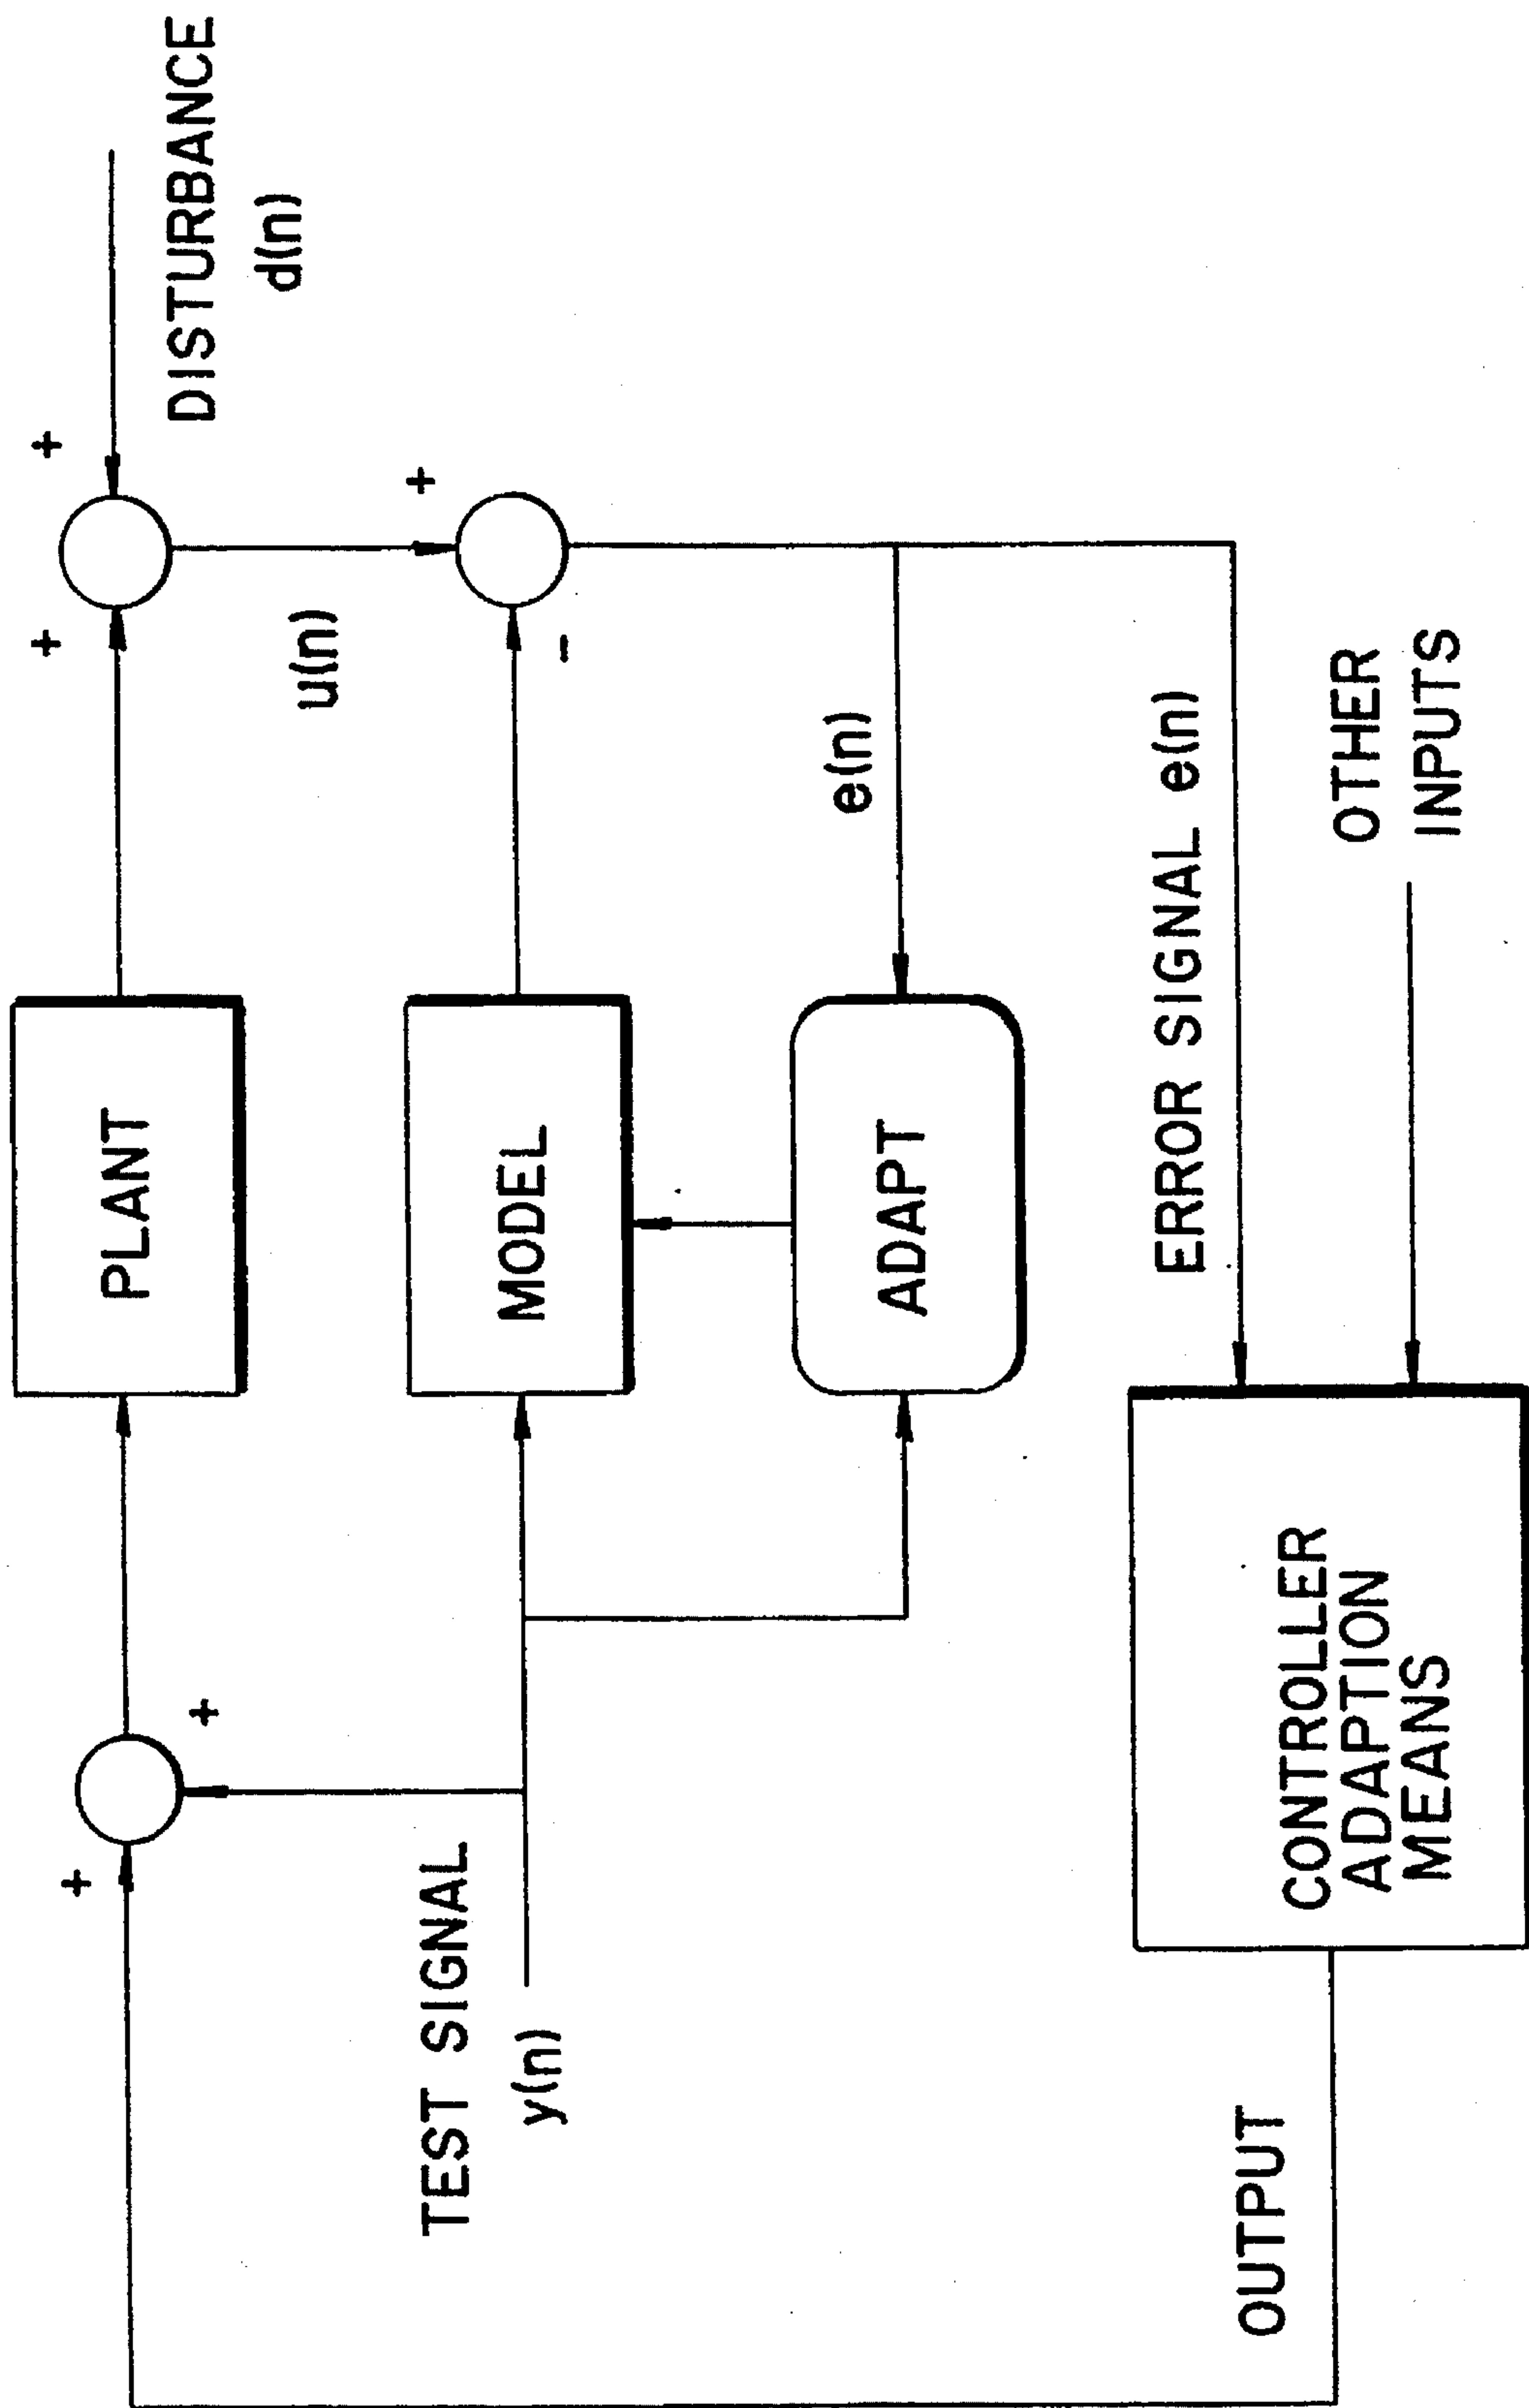 DISTURBANCE
d(n)
+
+
+
u(n)
-
PLANT
MODEL
ADAPT
e(n)
ERROR SIGNAL e(n)
OTHER
INPUTS
+
+
TEST SIGNAL
y(n)
CONTROLLER
ADAPTION
MEANS
OUTPUT